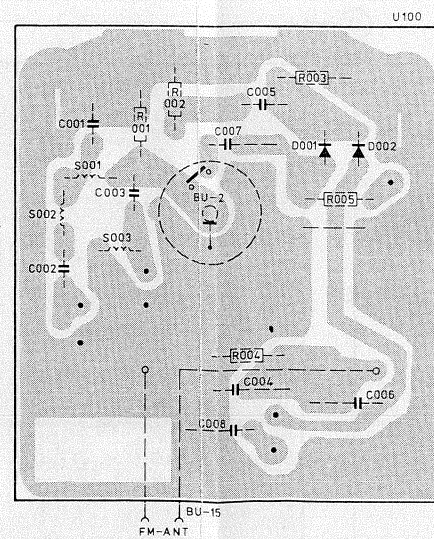 U100
R003
R
001
R
002
C005
C001
C007
D001
D002
S001
C003
BU-2
R005
S002
S003
C002
R004
C004
C006
C008
BU-15
FM-ANT